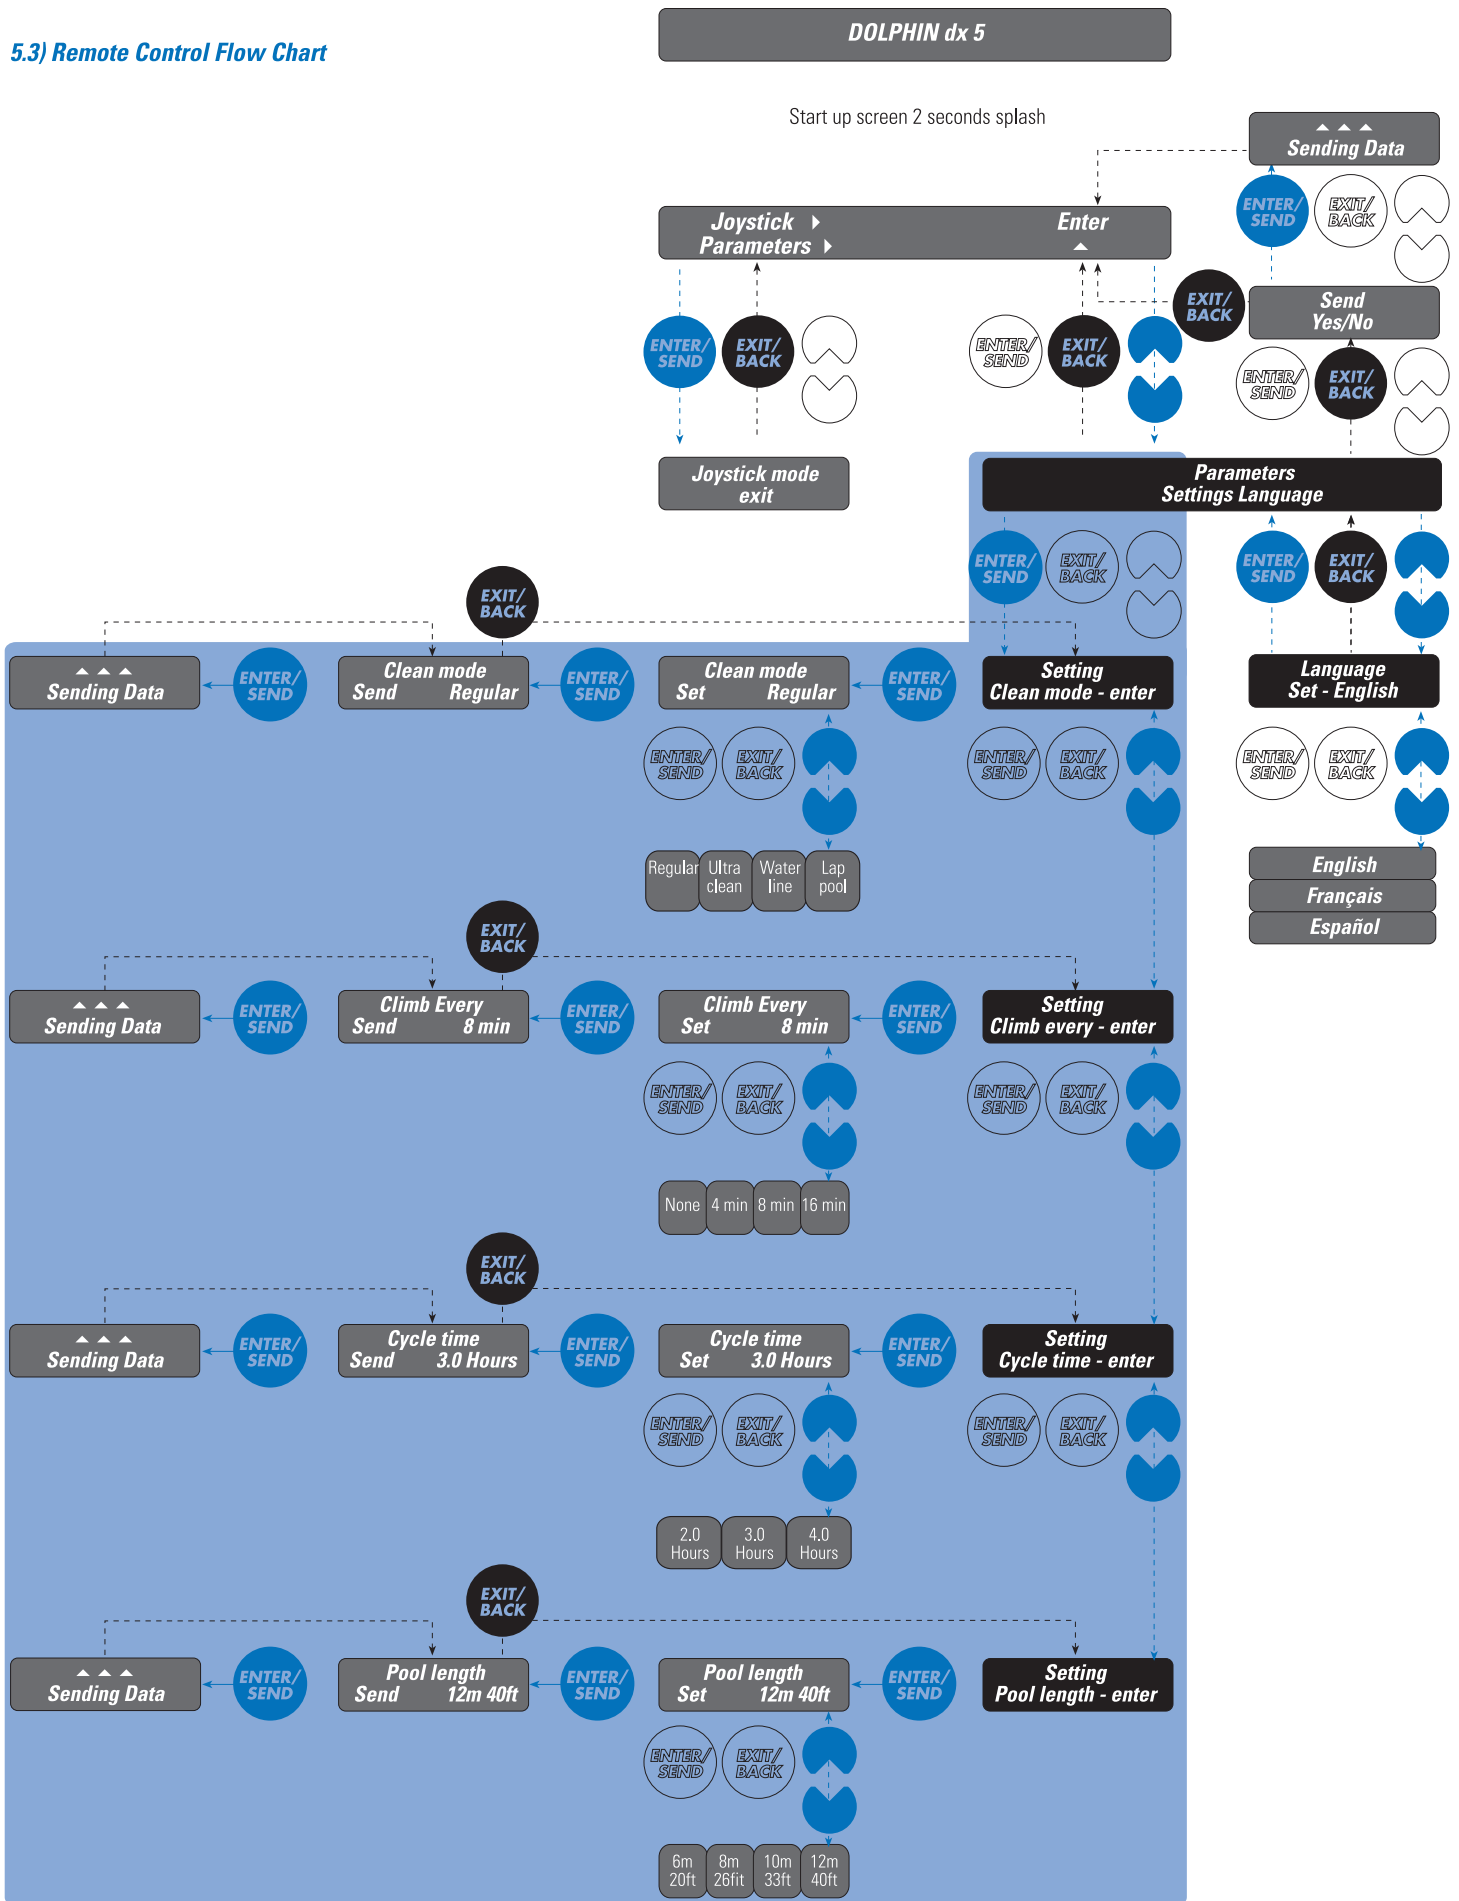 5.3) Remote Control Flow Chart
DOLPHIN dx 5
Start up screen 2 seconds splash
Sending Data
ENTER/
SEND
EXIT/
BACK
Joystick
Enter
Parameters
EXIT/
BACK
Send
Yes/No
ENTER/
SEND
EXIT/
BACK
ENTER/
SEND
EXIT/
BACK
ENTER/
SEND
EXIT/
BACK
Joystick mode
exit
Parameters
Settings Language
ENTER/
SEND
EXIT/
BACK
ENTER/
SEND
EXIT/
BACK
EXIT/
BACK
Sending Data
ENTER/
SEND
Clean mode
Send Regular
ENTER/
SEND
Clean mode
Set Regular
ENTER/
SEND
Setting
Clean mode - enter
Language
Set - English
ENTER/
SEND
EXIT/
BACK
ENTER/
SEND
EXIT/
BACK
ENTER/
SEND
EXIT/
BACK
Regular
Ultra
clean
Water
line
Lap
pool
English
Français
Español
EXIT/
BACK
Sending Data
ENTER/
SEND
Climb Every
Send 8 min
ENTER/
SEND
Climb Every
Set 8 min
ENTER/
SEND
Setting
Climb every - enter
ENTER/
SEND
EXIT/
BACK
ENTER/
SEND
EXIT/
BACK
None
4 min
8 min
16 min
EXIT/
BACK
Sending Data
ENTER/
SEND
Cycle time
Send 3.0 Hours
ENTER/
SEND
Cycle time
Set 3.0 Hours
ENTER/
SEND
Setting
Cycle time - enter
ENTER/
SEND
EXIT/
BACK
ENTER/
SEND
EXIT/
BACK
2.0
Hours
3.0
Hours
4.0
Hours
EXIT/
BACK
Sending Data
ENTER/
SEND
Pool length
Send 12m 40ft
ENTER/
SEND
Pool length
Set 12m 40ft
ENTER/
SEND
Setting
Pool length - enter
ENTER/
SEND
EXIT/
BACK
6m
20ft
8m
26fit
10m
33ft
12m
40ft